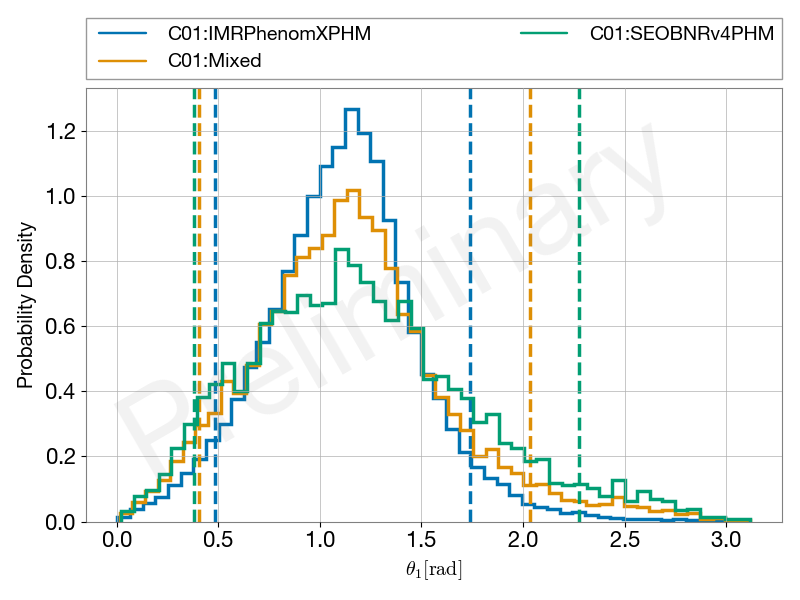 C01:IMRPhenomXPHM
C01:Mixed
C01:SEOBNRv4PHM
Preliminary
Probability Density
1.2
1.0
0.8
0.6
0.4
0.2
0.0
0.0 0.5 1.0 1.5 2.0 2.5 3.0
θ₁[rad]